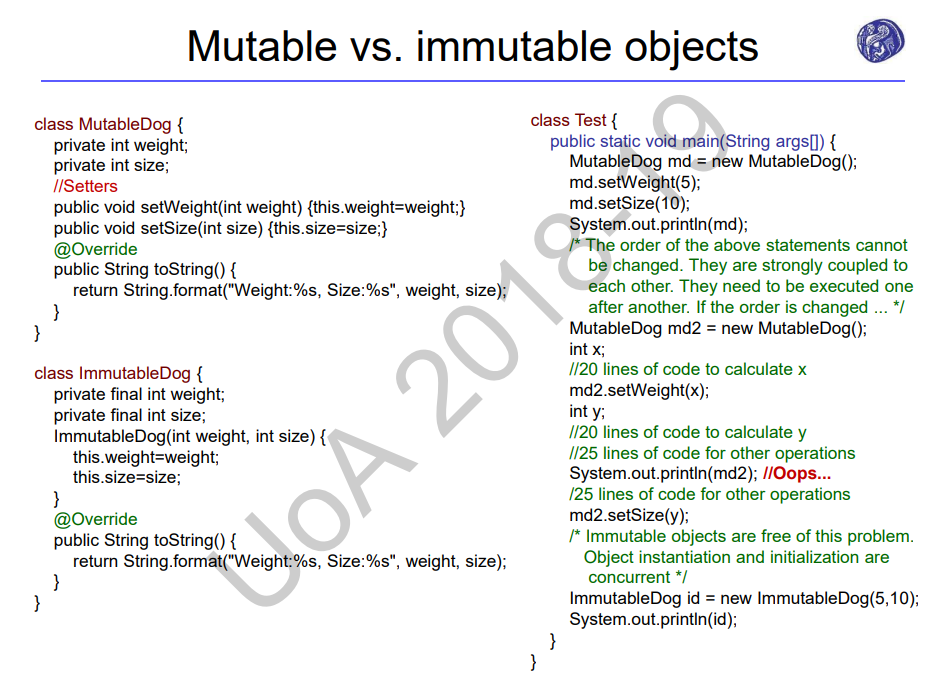 Mutable vs. immutable objects
class MutableDog {
private int weight;
private int size;
//Setters
public void setWeight(int weight) {this.weight=weight;}
public void setSize(int size) {this.size=size;}
@Override
public String toString() {
return String.format("Weight:%s, Size:%s", weight, size);
}
}
class ImmutableDog {
private final int weight;
private final int size;
ImmutableDog(int weight, int size) {
this.weight=weight;
this.size=size;
}
@Override
public String toString() {
return String.format("Weight:%s, Size:%s", weight, size);
}
}
class Test {
public static void main(String args[]) {
MutableDog md = new MutableDog();
md.setWeight(5);
md.setSize(10);
System.out.println(md);
/* The order of the above statements cannot
be changed. They are strongly coupled to
each other. They need to be executed one
after another. If the order is changed ... */
MutableDog md2 = new MutableDog();
int x;
//20 lines of code to calculate x
md2.setWeight(x);
int y;
//20 lines of code to calculate y
//25 lines of code for other operations
System.out.println(md2); //Oops...
/25 lines of code for other operations
md2.setSize(y);
/* Immutable objects are free of this problem.
Object instantiation and initialization are
concurrent */
ImmutableDog id = new ImmutableDog(5,10);
System.out.println(id);
}
}
UoA 2018-19